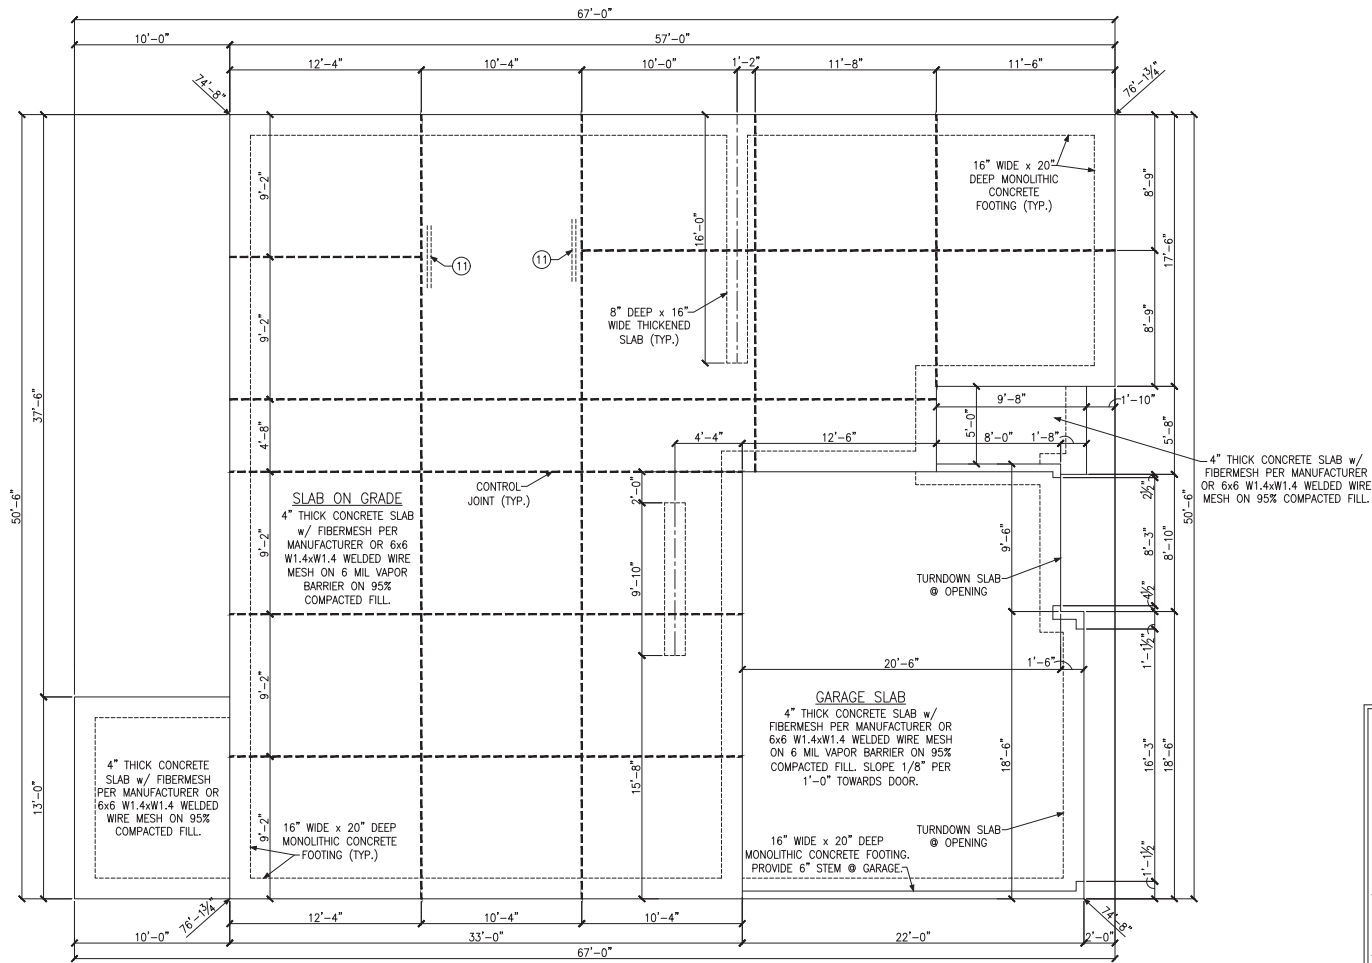 67'-0"
10'-0"
57'-0"
12'-4"
10'-4"
10'-0"
1'-2"
11'-8"
11'-6"
74'-8"
76'-1¾"
9'-2"
16'-0"
16" WIDE x 20"
DEEP MONOLITHIC
CONCRETE
FOOTING (TYP.)
8'-9"
17'-6"
11
11
8" DEEP x 16"
WIDE THICKENED
SLAB (TYP.)
9'-2"
8'-9"
37'-6"
50'-6"
4'-8"
4'-4"
12'-6"
5'-0"
9'-8"
1'-10"
8'-0"
1'-8"
5'-8"
4" THICK CONCRETE SLAB w/
FIBERMESH PER MANUFACTURER
OR 6x6 W1.4xW1.4 WELDED WIRE
MESH ON 95% COMPACTED FILL.
50'-6"
CONTROL
JOINT (TYP.)
2'-0"
SLAB ON GRADE
4" THICK CONCRETE SLAB
w/ FIBERMESH PER
MANUFACTURER OR 6x6
W1.4xW1.4 WELDED WIRE
MESH ON 6 MIL VAPOR
BARRIER ON 95%
COMPACTED FILL.
9'-2"
9'-10"
9'-6"
2½"
8'-3"
8'-10"
4½"
TURNDOWN SLAB
@ OPENING
1'-1½"
9'-2"
20'-6"
1'-6"
GARAGE SLAB
4" THICK CONCRETE SLAB w/
FIBERMESH PER MANUFACTURER OR
6x6 W1.4xW1.4 WELDED WIRE MESH
ON 6 MIL VAPOR BARRIER ON 95%
COMPACTED FILL. SLOPE 1/8" PER
1'-0" TOWARDS DOOR.
18'-6"
16'-3"
18'-6"
15'-8"
13'-0"
4" THICK CONCRETE
SLAB w/ FIBERMESH
PER MANUFACTURER OR
6x6 W1.4xW1.4 WELDED
WIRE MESH ON 95%
COMPACTED FILL.
9'-2"
16" WIDE x 20" DEEP
MONOLITHIC CONCRETE
FOOTING (TYP.)
16" WIDE x 20" DEEP
MONOLITHIC CONCRETE FOOTING.
PROVIDE 6" STEM @ GARAGE.
TURNDOWN SLAB
@ OPENING
1'-1½"
76'-1¾"
74'-8"
12'-4"
10'-4"
10'-4"
10'-0"
33'-0"
22'-0"
2'-0"
67'-0"